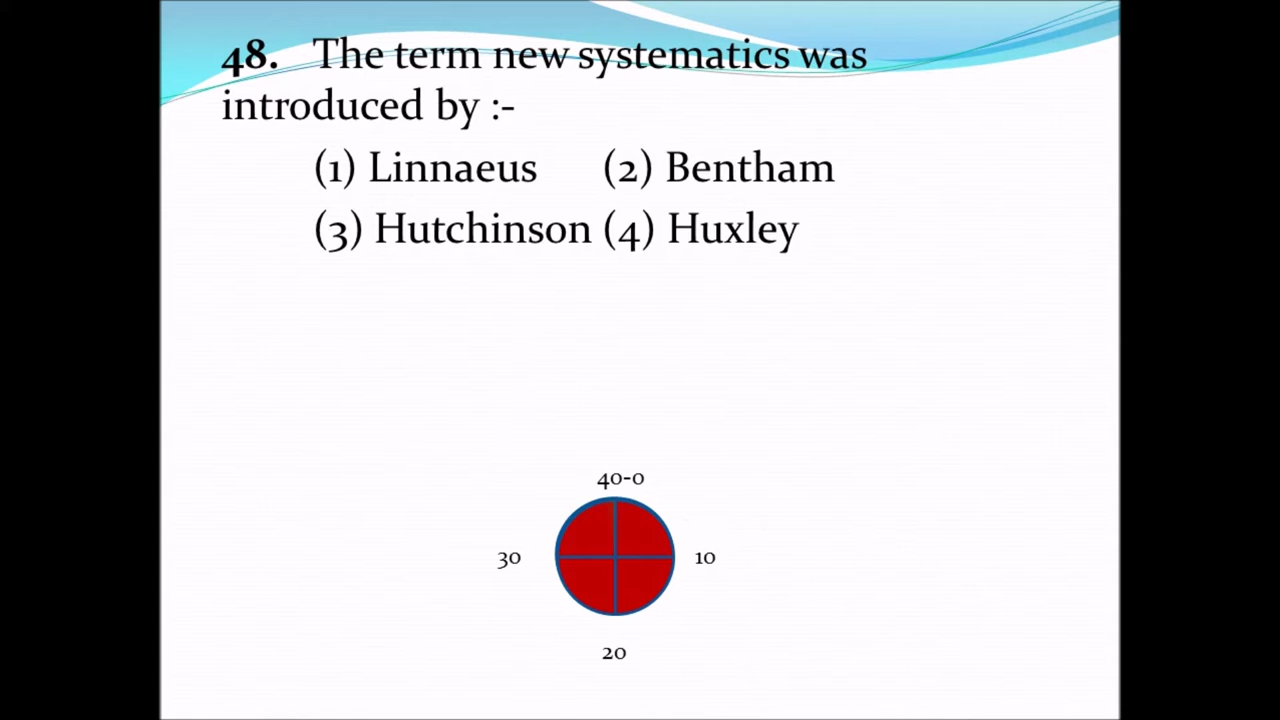 48. The term new systematics was
introduced by :-
(1) Linnaeus (2) Bentham
(3) Hutchinson (4) Huxley
40-0
30 10
20